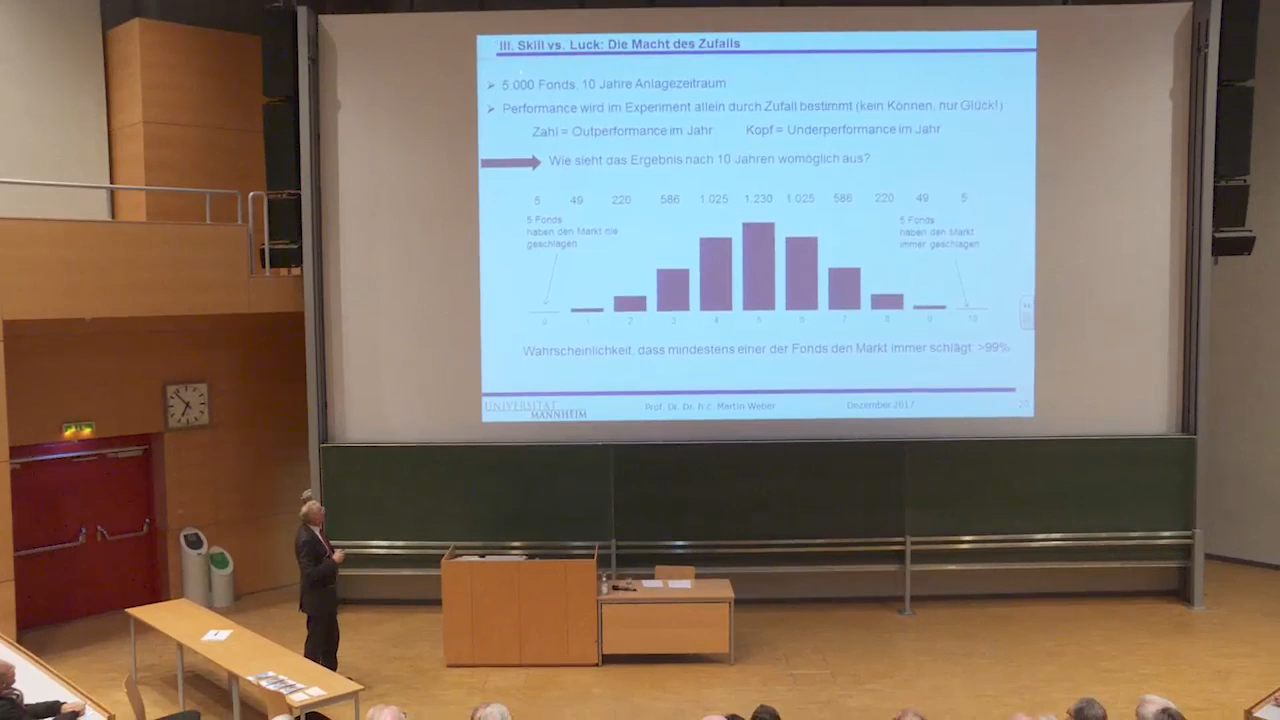 III. Skill vs. Luck: Die Macht des Zufalls
5.000 Fonds, 10 Jahre Anlagezeitraum
Performance wird im Experiment allein durch Zufall bestimmt (kein Können, nur Glück!)
Zahl = Outperformance im Jahr Kopf = Underperformance im Jahr
Wie sieht das Ergebnis nach 10 Jahren womöglich aus?
5 49 220 586 1.025 1.230 1.025 586 220 49 5
5 Fonds
haben den Markt nie
geschlagen
5 Fonds
haben den Markt
immer geschlagen
0 1 2 3 4 5 6 7 8 9 10
Wahrscheinlichkeit, dass mindestens einer der Fonds den Markt immer schlägt: >99%
UNIVERSITÄT
MANNHEIM
Prof. Dr. Dr. h.c. Martin Weber
Dezember 2017